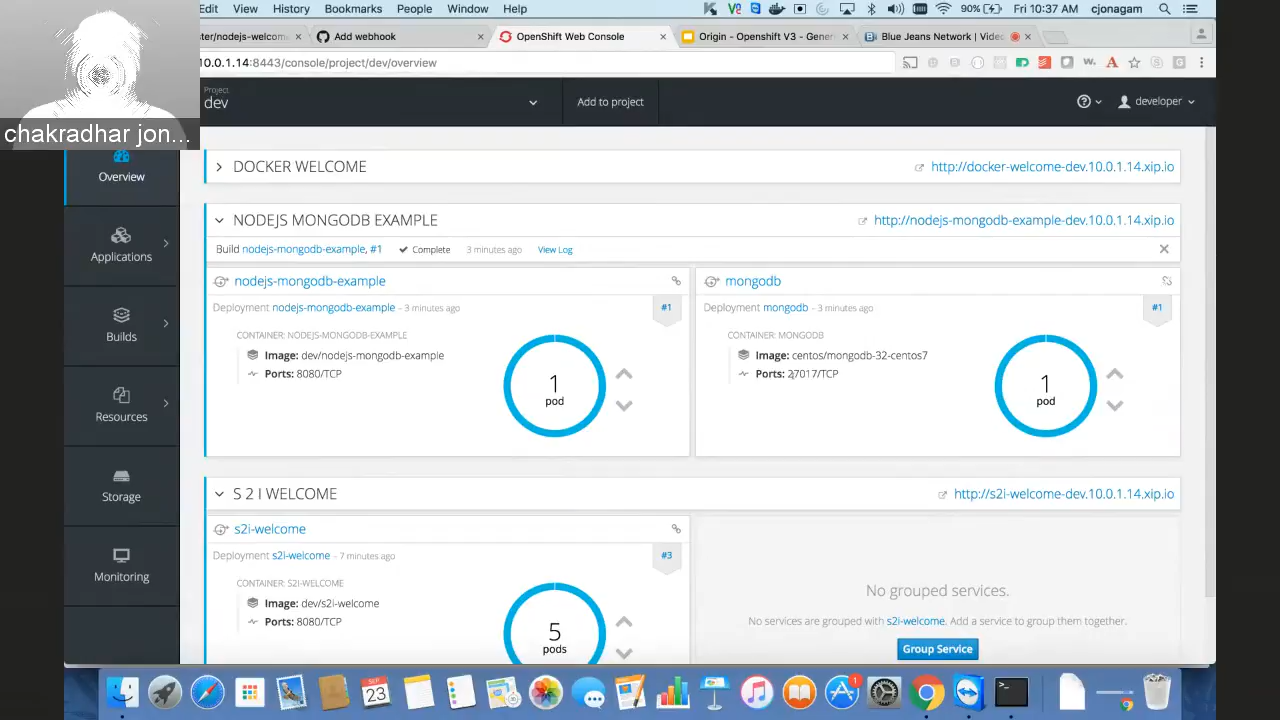 Edit View History Bookmarks People Window Help 90% Fri 10:37 AM cjonagam
ter/nodejs-welcome Add webhook OpenShift Web Console Origin - Openshift V3 - Gener Blue Jeans Network | Video
0.0.1.14:8443/console/project/dev/overview
chakradhar jon...
Project
dev
Add to project
developer
Overview
Applications
Builds
Resources
Storage
Monitoring
DOCKER WELCOME
http://docker-welcome-dev.10.0.1.14.xip.io
NODEJS MONGODB EXAMPLE
http://nodejs-mongodb-example-dev.10.0.1.14.xip.io
Build nodejs-mongodb-example, #1 Complete 3 minutes ago View Log
nodejs-mongodb-example
Deployment nodejs-mongodb-example - 3 minutes ago
#1
CONTAINER: NODEJS-MONGODB-EXAMPLE
Image: dev/nodejs-mongodb-example
Ports: 8080/TCP
1
pod
mongodb
Deployment mongodb - 3 minutes ago
#1
CONTAINER: MONGODB
Image: centos/mongodb-32-centos7
Ports: 27017/TCP
1
pod
S 2 I WELCOME
http://s2i-welcome-dev.10.0.1.14.xip.io
s2i-welcome
Deployment s2i-welcome - 7 minutes ago
#3
CONTAINER: S2I-WELCOME
Image: dev/s2i-welcome
Ports: 8080/TCP
5
pods
No grouped services.
No services are grouped with s2i-welcome. Add a service to group them together.
Group Service
SEP
23
1